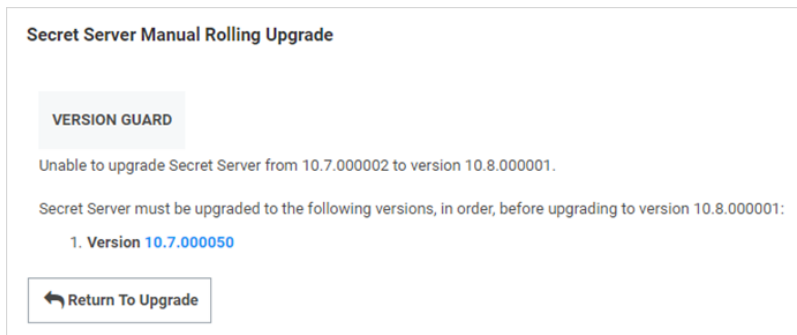 Secret Server Manual Rolling Upgrade
VERSION GUARD
Unable to upgrade Secret Server from 10.7.000002 to version 10.8.000001.
Secret Server must be upgraded to the following versions, in order, before upgrading to version 10.8.000001:
1. Version 10.7.000050
Return To Upgrade